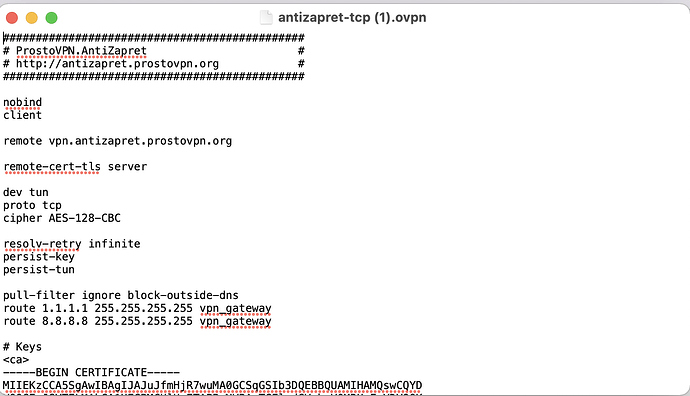 antizapret-tcp (1).ovpn
##############################################
# ProstoVPN.AntiZapret #
# http://antizapret.prostovpn.org #
##############################################
nobind
client
remote vpn.antizapret.prostovpn.org
remote-cert-tls server
dev tun
proto tcp
cipher AES-128-CBC
resolv-retry infinite
persist-key
persist-tun
pull-filter ignore block-outside-dns
route 1.1.1.1 255.255.255.255 vpn_gateway
route 8.8.8.8 255.255.255.255 vpn_gateway
# Keys
<ca>
-----BEGIN CERTIFICATE-----
MIIEKzCCA5SgAwIBAgIJAJuJfmHjR7wuMA0GCSqGSIb3DQEBBQUAMIHAMQswCQYD